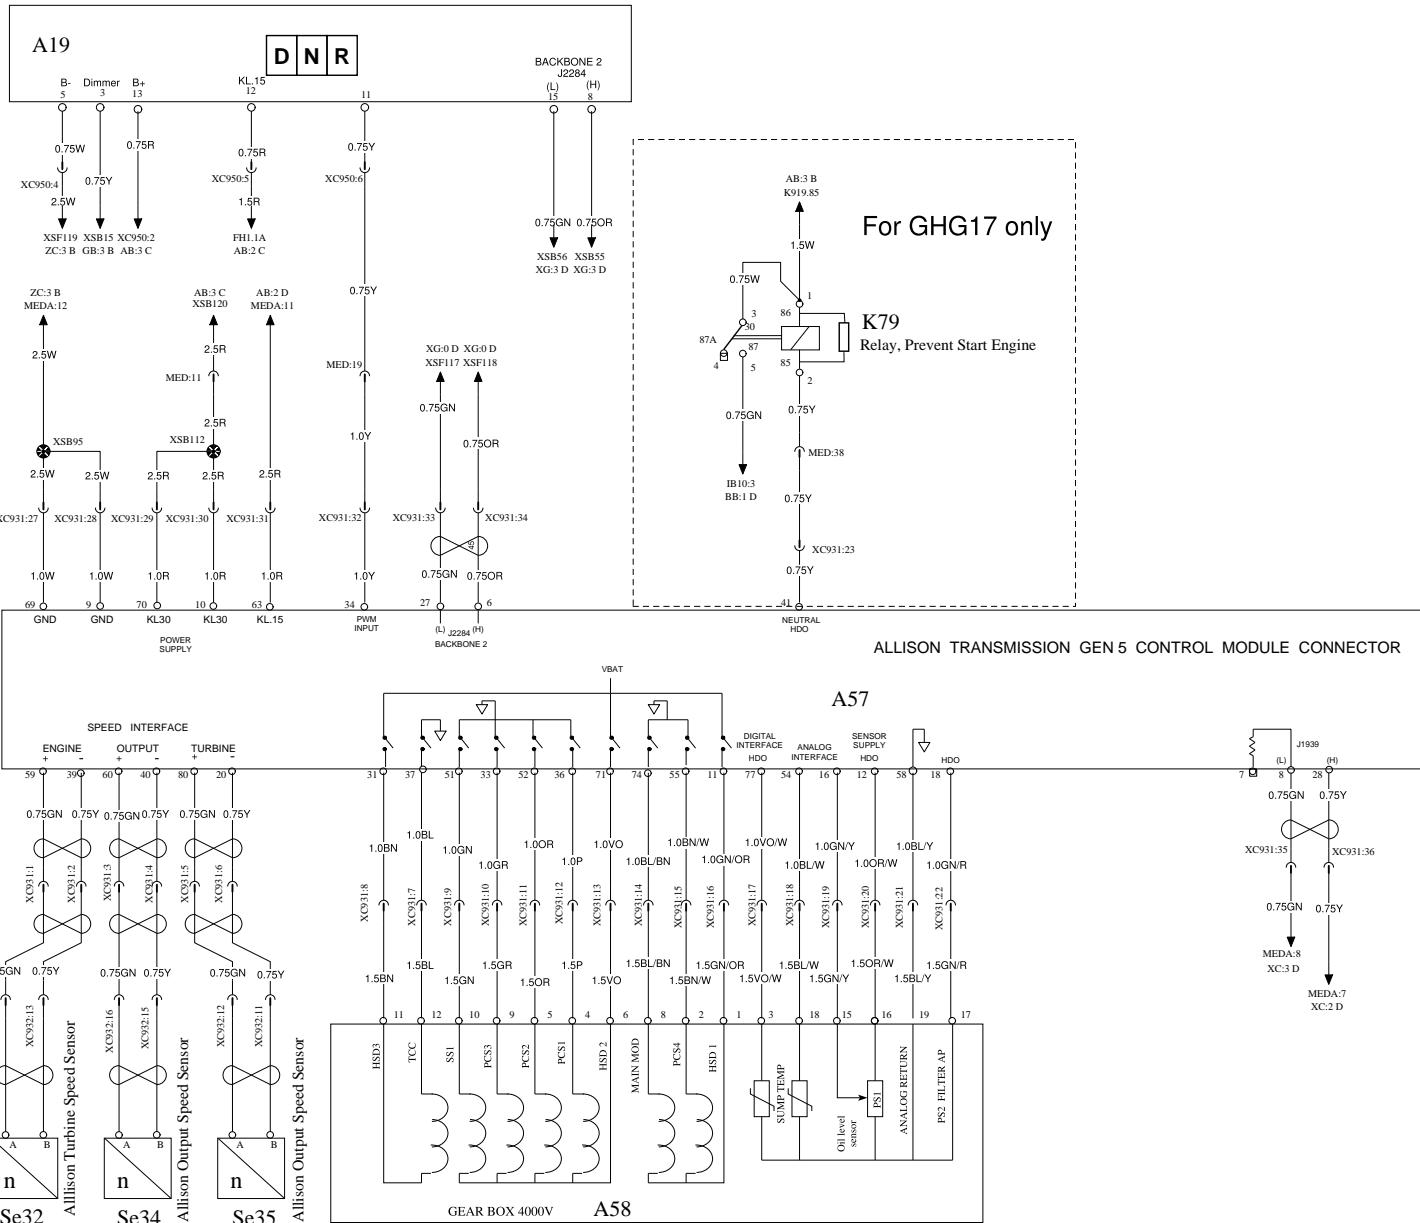 A19
D N R
B- Dimmer B+
5 3 13
KL.15
12
11
BACKBONE 2
J2284
(L) (H)
15 8
0.75W
0.75R
0.75R
0.75Y
XC950:4
0.75Y
XC950:5
XC950:6
2.5W
1.5R
0.75GN 0.75OR
XSF119 XSB15 XC950:2
ZC:3 B GB:3 B AB:3 C
FH1.1A
AB:2 C
XSB56 XSB55
XG:3 D XG:3 D
AB:3 B
K919.85
For GHG17 only
1.5W
0.75W
1
86
3
30
87A
87
85
4
5
2
K79
Relay, Prevent Start Engine
0.75GN
0.75Y
MED:38
IB10:3
BB:1 D
0.75Y
XC931:23
0.75Y
41
ZC:3 B
MEDA:12
AB:3 C
XSB120
AB:2 D
MEDA:11
0.75Y
2.5W
2.5R
MED:11
MED:19
XG:0 D XG:0 D
XSF117 XSF118
0.75GN
2.5R
1.0Y
0.75OR
XSB95
XSB112
2.5W 2.5W 2.5R 2.5R 2.5R
XC931:27 XC931:28 XC931:29 XC931:30 XC931:31 XC931:32 XC931:33 XC931:34
45
1.0W 1.0W 1.0R 1.0R 1.0R 1.0Y 0.75GN 0.75OR
69 9 70 10 63 34 27 6
GND GND KL30 KL30 KL.15
POWER
SUPPLY
PWM
INPUT
(L) J2284 (H)
BACKBONE 2
NEUTRAL
HDO
ALLISON TRANSMISSION GEN 5 CONTROL MODULE CONNECTOR
VBAT
A57
SPEED INTERFACE
ENGINE OUTPUT TURBINE
+ - + - + -
DIGITAL
INTERFACE
HDO
ANALOG
INTERFACE
SENSOR
SUPPLY
HDO
HDO
J1939
(L) (H)
59 39 60 40 80 20
31 37 51 33 52 36 71 74 55 11 77 54 16 12 58 18
7 8 28
0.75GN 0.75Y 0.75GN 0.75Y 0.75GN 0.75Y
1.0BN 1.0BL 1.0GN 1.0GR 1.0OR 1.0P 1.0VO 1.0BL/BN 1.0BN/W 1.0GN/OR 1.0VO/W 1.0BL/W 1.0GN/Y 1.0OR/W 1.0BL/Y 1.0GN/R
0.75GN 0.75Y
XC931:35 XC931:36
XC931:1 XC931:2 XC931:3 XC931:4 XC931:5 XC931:6
XC931:8 XC931:7 XC931:9 XC931:10 XC931:11 XC931:12 XC931:13 XC931:14 XC931:15 XC931:16 XC931:17 XC931:18 XC931:19 XC931:20 XC931:21 XC931:22
0.75GN 0.75Y
MEDA:8
XC:3 D
MEDA:7
XC:2 D
5GN 0.75Y 0.75GN 0.75Y 0.75GN 0.75Y
1.5BN 1.5BL 1.5GN 1.5GR 1.5OR 1.5P 1.5VO 1.5BL/BN 1.5BN/W 1.5GN/OR 1.5VO/W 1.5BL/W 1.5GN/Y 1.5OR/W 1.5BL/Y 1.5GN/R
XC932:13 XC932:16 XC932:15 XC932:12 XC932:11
11 12 10 9 5 4 6 8 2 1 3 18 15 16 19 17
HSD3 TCC SS1 PCS3 PCS2 PCS1 HSD 2 MAIN MOD PCS4 HSD 1
SUMP TEMP
Oil level
sensor
PS1
ANALOG RETURN
PS2 FILTER AP
A B A B A B
n n n
Alllison Turbine Speed Sensor
Allison Output Speed Sensor
Allison Output Speed Sensor
Se32 Se34 Se35
GEAR BOX 4000V
A58